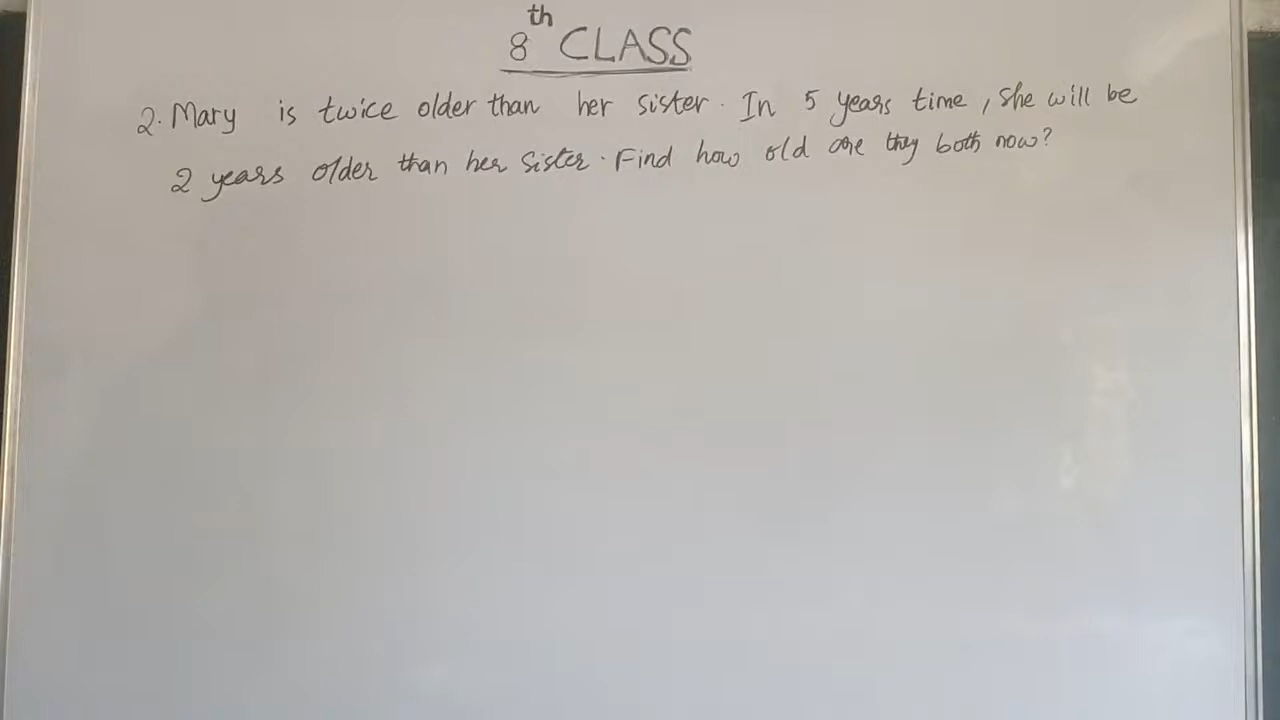 8th CLASS
2. Mary is twice older than her sister. In 5 years time, she will be
2 years older than her sister. Find how old are they both now?